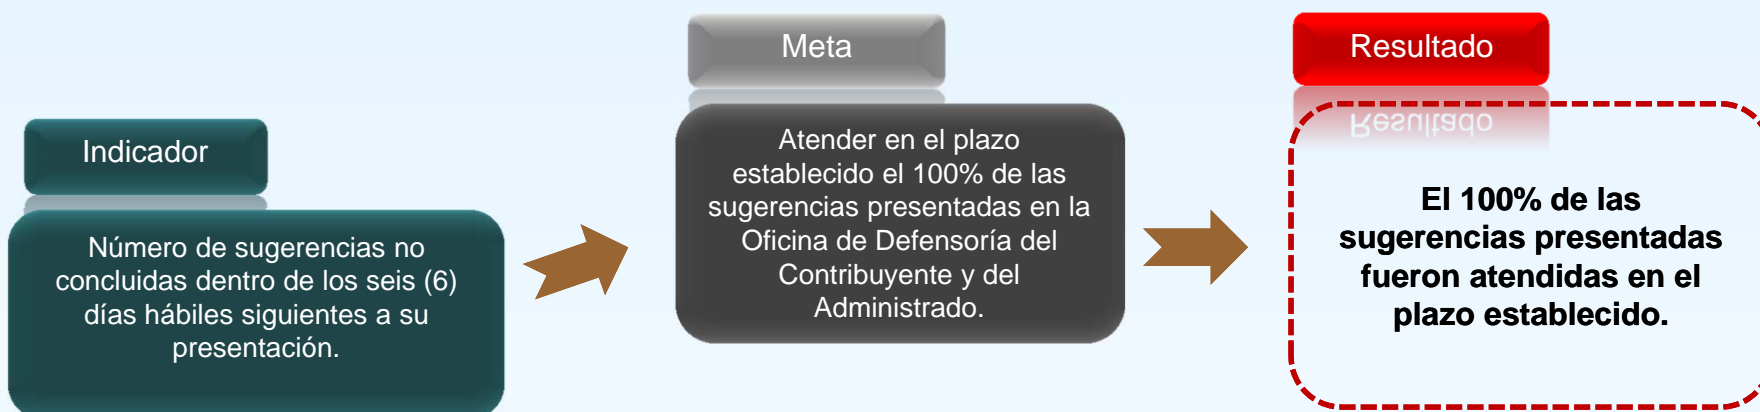 Indicador
Número de sugerencias no
concluidas dentro de los seis (6)
días hábiles siguientes a su
presentación.
Meta
Atender en el plazo
establecido el 100% de las
sugerencias presentadas en la
Oficina de Defensoría del
Contribuyente y del
Administrado.
Resultado
El 100% de las
sugerencias presentadas
fueron atendidas en el
plazo establecido.